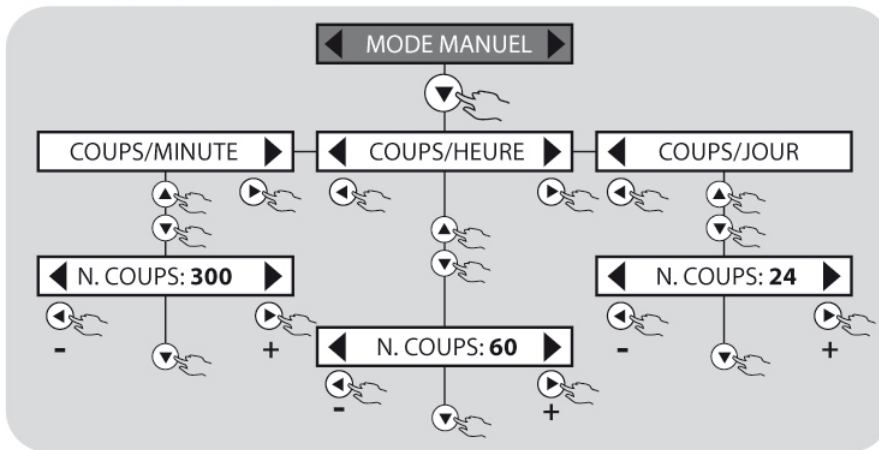 MODE MANUEL
COUPS/MINUTE
COUPS/HEURE
COUPS/JOUR
N. COUPS: 300
N. COUPS: 24
- +
- +
N. COUPS: 60
- +